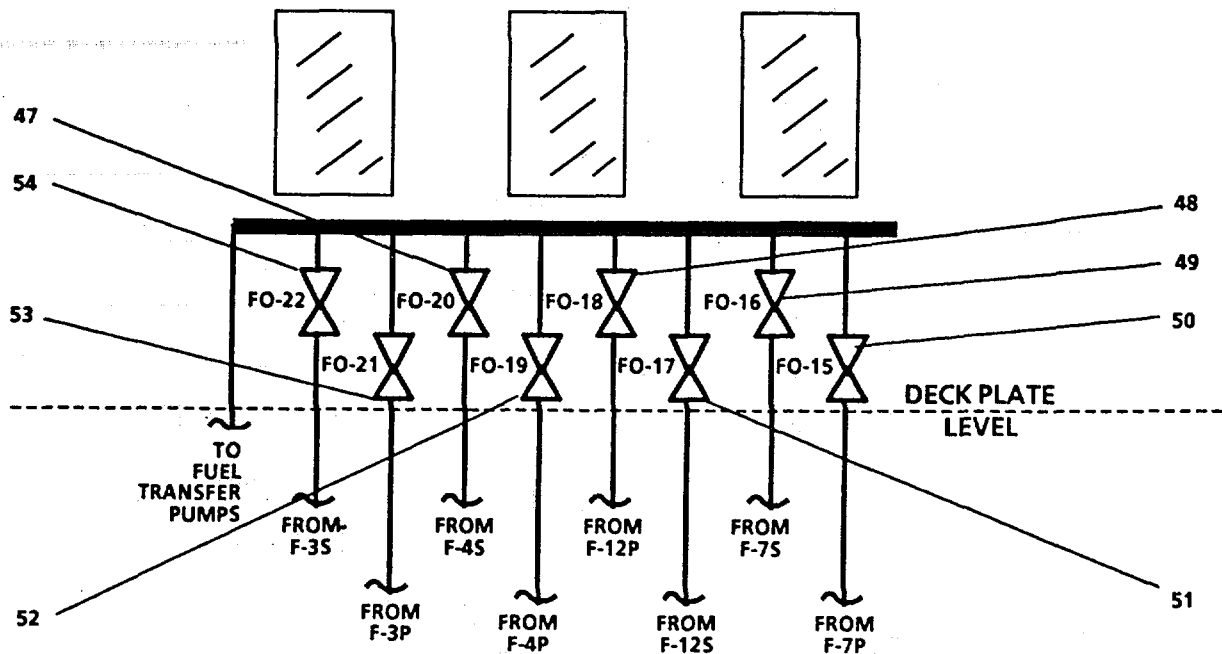 47
54
48
49
53
50
FO-22
FO-20
FO-18
FO-16
FO-21
FO-19
FO-17
FO-15
DECK PLATE
LEVEL
TO
FUEL
TRANSFER
PUMPS
FROM-
F-3S
FROM
F-4S
FROM
F-12P
FROM
F-7S
52
FROM
F-3P
FROM
F-4P
FROM
F-12S
FROM
F-7P
51